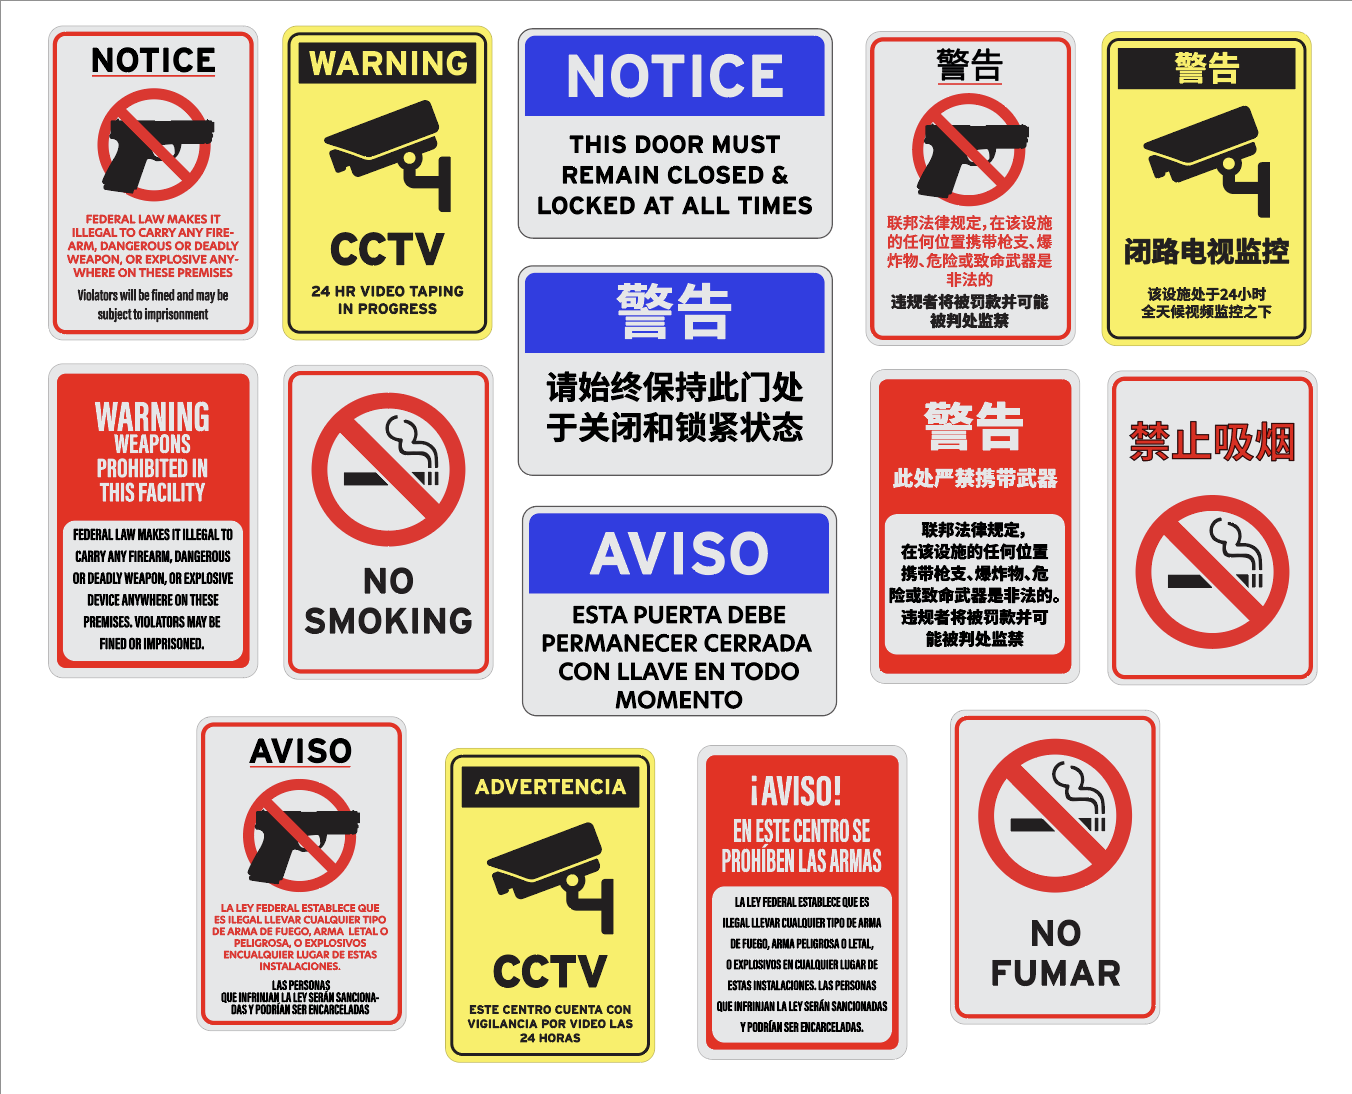 NOTICE
FEDERAL LAW MAKES IT
ILLEGAL TO CARRY ANY FIRE-
ARM, DANGEROUS OR DEADLY
WEAPON, OR EXPLOSIVE ANY-
WHERE ON THESE PREMISES
Violators will be fined and may be
subject to imprisonment
WARNING
CCTV
24 HR VIDEO TAPING
IN PROGRESS
NOTICE
THIS DOOR MUST
REMAIN CLOSED &
LOCKED AT ALL TIMES
警告
联邦法律规定,在该设施
的任何位置携带枪支、爆
炸物、危险或致命武器是
非法的
违规者将被罚款并可能
被判处监禁
警告
闭路电视监控
该设施处于24小时
全天候视频监控之下
警告
请始终保持此门处
于关闭和锁紧状态
WARNING
WEAPONS
PROHIBITED IN
THIS FACILITY
FEDERAL LAW MAKES IT ILLEGAL TO
CARRY ANY FIREARM, DANGEROUS
OR DEADLY WEAPON, OR EXPLOSIVE
DEVICE ANYWHERE ON THESE
PREMISES. VIOLATORS MAY BE
FINED OR IMPRISONED.
NO
SMOKING
警告
此处严禁携带武器
联邦法律规定,
在该设施的任何位置
携带枪支、爆炸物、危
险或致命武器是非法的。
违规者将被罚款并可
能被判处监禁
禁止吸烟
AVISO
ESTA PUERTA DEBE
PERMANECER CERRADA
CON LLAVE EN TODO
MOMENTO
AVISO
LA LEY FEDERAL ESTABLECE QUE
ES ILEGAL LLEVAR CUALQUIER TIPO
DE ARMA DE FUEGO, ARMA LETAL O
PELIGROSA, O EXPLOSIVOS
ENCUALQUIER LUGAR DE ESTAS
INSTALACIONES.
LAS PERSONAS
QUE INFRINJAN LA LEY SERÁN SANCIONA-
DAS Y PODRÍAN SER ENCARCELADAS
ADVERTENCIA
CCTV
ESTE CENTRO CUENTA CON
VIGILANCIA POR VIDEO LAS
24 HORAS
¡AVISO!
EN ESTE CENTRO SE
PROHÍBEN LAS ARMAS
LA LEY FEDERAL ESTABLECE QUE ES
ILEGAL LLEVAR CUALQUIER TIPO DE ARMA
DE FUEGO, ARMA PELIGROSA O LETAL,
O EXPLOSIVOS EN CUALQUIER LUGAR DE
ESTAS INSTALACIONES. LAS PERSONAS
QUE INFRINJAN LA LEY SERÁN SANCIONADAS
Y PODRÍAN SER ENCARCELADAS.
NO
FUMAR